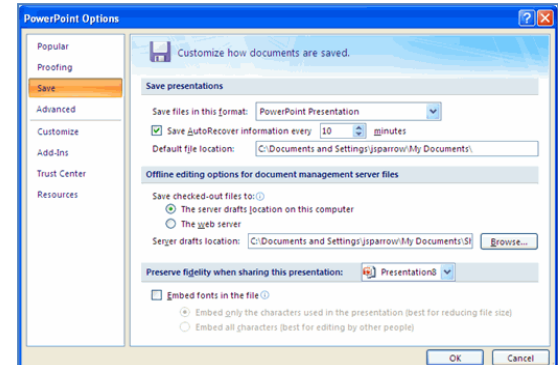 PowerPoint Options
Popular
Proofing
Save
Advanced
Customize
Add-Ins
Trust Center
Resources
Customize how documents are saved.
Save presentations
Save files in this format: PowerPoint Presentation
Save AutoRecover information every 10 minutes
Default file location: C:\Documents and Settings\jsparrow\My Documents\
Offline editing options for document management server files
Save checked-out files to:
The server drafts location on this computer
The web server
Server drafts location: C:\Documents and Settings\jsparrow\My Documents\Sh Browse...
Preserve fidelity when sharing this presentation: Presentation8
Embed fonts in the file
Embed only the characters used in the presentation (best for reducing file size)
Embed all characters (best for editing by other people)
OK Cancel